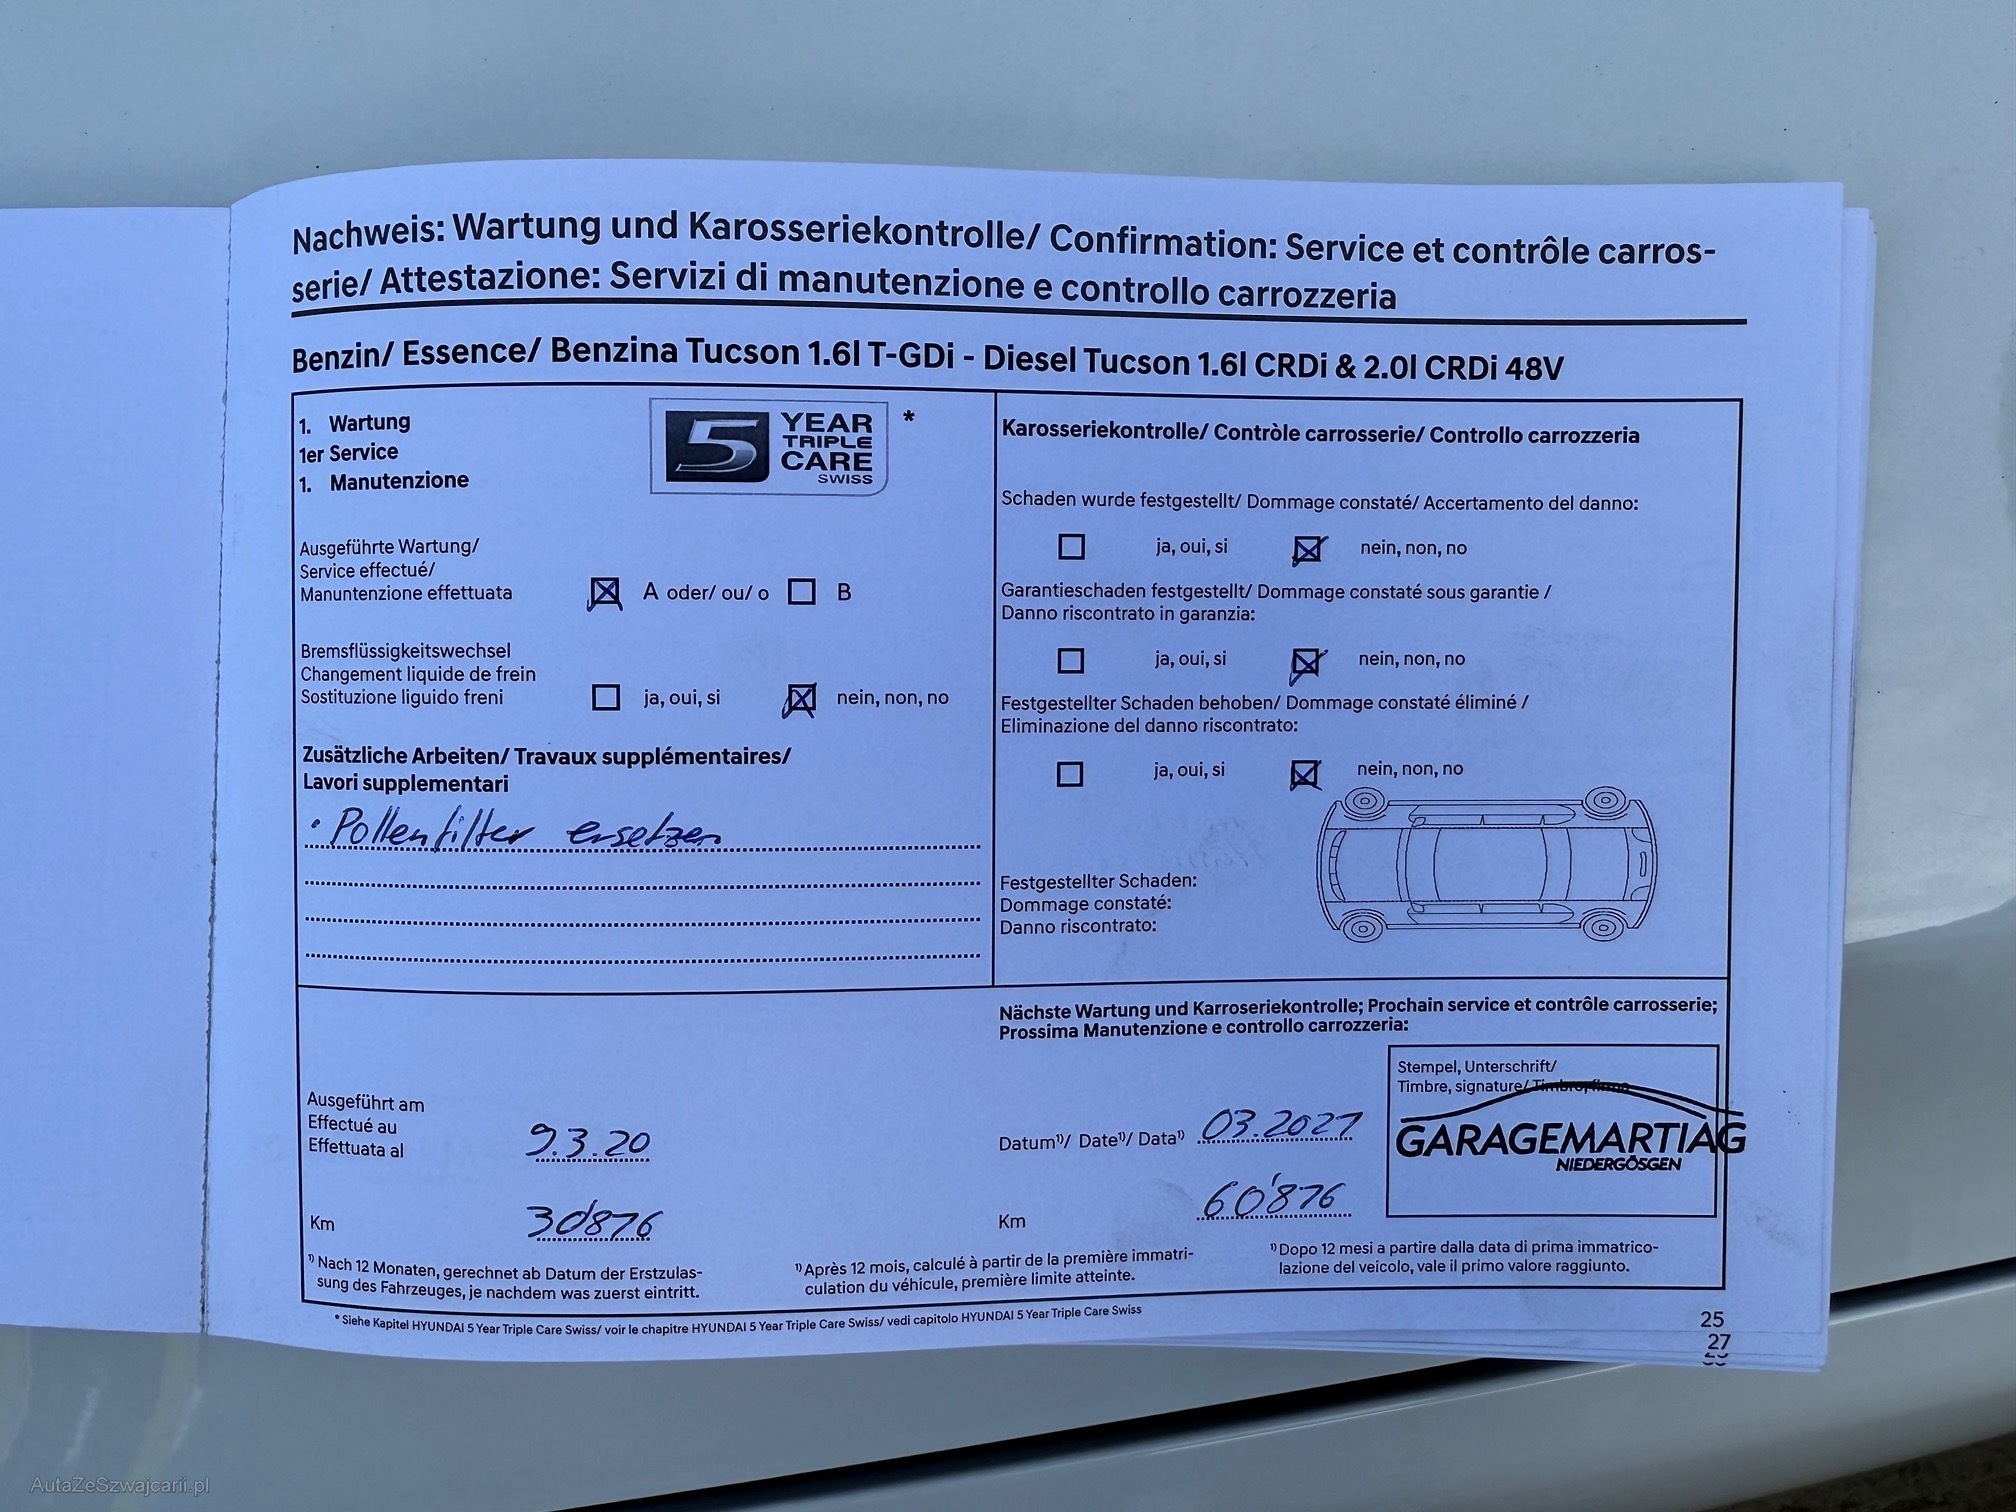 Nachweis: Wartung und Karosseriekontrolle/ Confirmation: Service et contrôle carros-
serie/ Attestazione: Servizi di manutenzione e controllo carrozzeria
Benzin/ Essence/ Benzina Tucson 1.6l T-GDi - Diesel Tucson 1.6l CRDi & 2.0l CRDi 48V
1. Wartung
1er Service
1. Manutenzione
5 YEAR
TRIPLE
CARE
SWISS
*
Ausgeführte Wartung/
Service effectué/
Manuntenzione effettuata
A oder/ ou/ o B
Bremsflüssigkeitswechsel
Changement liquide de frein
Sostituzione liguido freni
ja, oui, si nein, non, no
Zusätzliche Arbeiten/ Travaux supplémentaires/
Lavori supplementari
• Pollenfilter ersetzen
Karosseriekontrolle/ Contrôle carrosserie/ Controllo carrozzeria
Schaden wurde festgestellt/ Dommage constaté/ Accertamento del danno:
ja, oui, si nein, non, no
Garantieschaden festgestellt/ Dommage constaté sous garantie /
Danno riscontrato in garanzia:
ja, oui, si nein, non, no
Festgestellter Schaden behoben/ Dommage constaté éliminé /
Eliminazione del danno riscontrato:
ja, oui, si nein, non, no
Festgestellter Schaden:
Dommage constaté:
Danno riscontrato:
Ausgeführt am
Effectué au
Effettuata al
9.3.20
Km 30'876
Nächste Wartung und Karroseriekontrolle; Prochain service et contrôle carrosserie;
Prossima Manutenzione e controllo carrozzeria:
Datum¹⁾/ Date¹⁾/ Data¹⁾ 03.2021
Km 60'876
Stempel, Unterschrift/
Timbre, signature/ Timbro, firma
GARAGEMARTIAG
NIEDERGÖSGEN
¹⁾ Nach 12 Monaten, gerechnet ab Datum der Erstzulas-
sung des Fahrzeuges, je nachdem was zuerst eintritt.
¹⁾ Après 12 mois, calculé à partir de la première immatri-
culation du véhicule, première limite atteinte.
¹⁾ Dopo 12 mesi a partire dalla data di prima immatrico-
lazione del veicolo, vale il primo valore raggiunto.
* Siehe Kapitel HYUNDAI 5 Year Triple Care Swiss/ voir le chapitre HYUNDAI 5 Year Triple Care Swiss/ vedi capitolo HYUNDAI 5 Year Triple Care Swiss
25
27
AutaZeSzwajcarii.pl